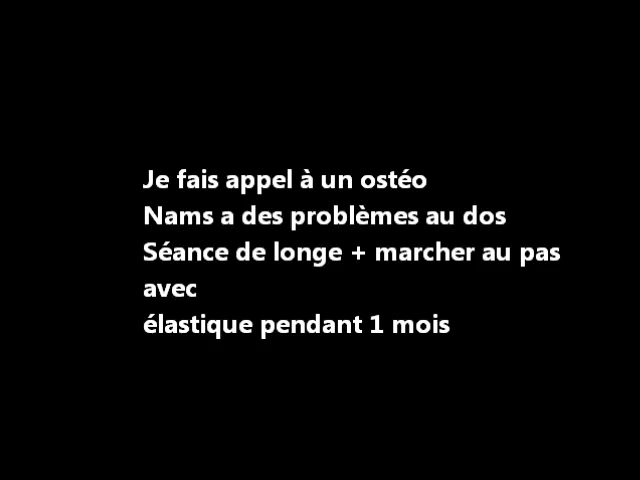 Je fais appel à un ostéo
Nams a des problèmes au dos
Séance de longe + marcher au pas
avec
élastique pendant 1 mois